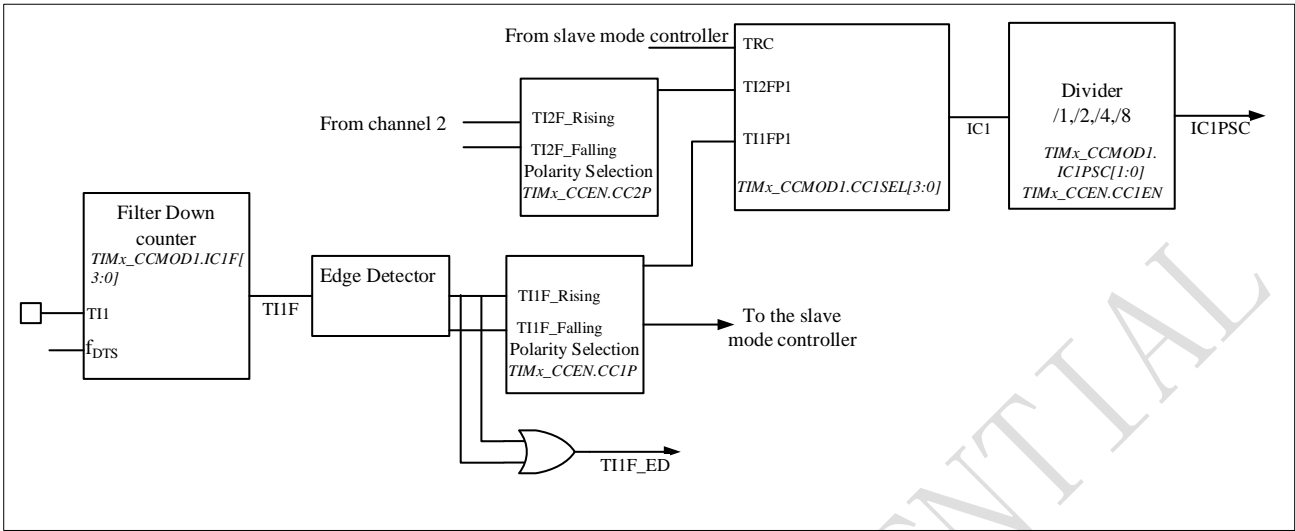 From slave mode controller
TRC
TI2FP1
TI1FP1
TIMx_CCMOD1.CC1SEL[3:0]
IC1
Divider
/1,/2,/4,/8
TIMx_CCMOD1.
IC1PSC[1:0]
TIMx_CCEN.CC1EN
IC1PSC
From channel 2
TI2F_Rising
TI2F_Falling
Polarity Selection
TIMx_CCEN.CC2P
Filter Down
counter
TIMx_CCMOD1.IC1F[
3:0]
TI1
fDTS
TI1F
Edge Detector
TI1F_Rising
TI1F_Falling
Polarity Selection
TIMx_CCEN.CC1P
To the slave
mode controller
TI1F_ED
ENTIAL